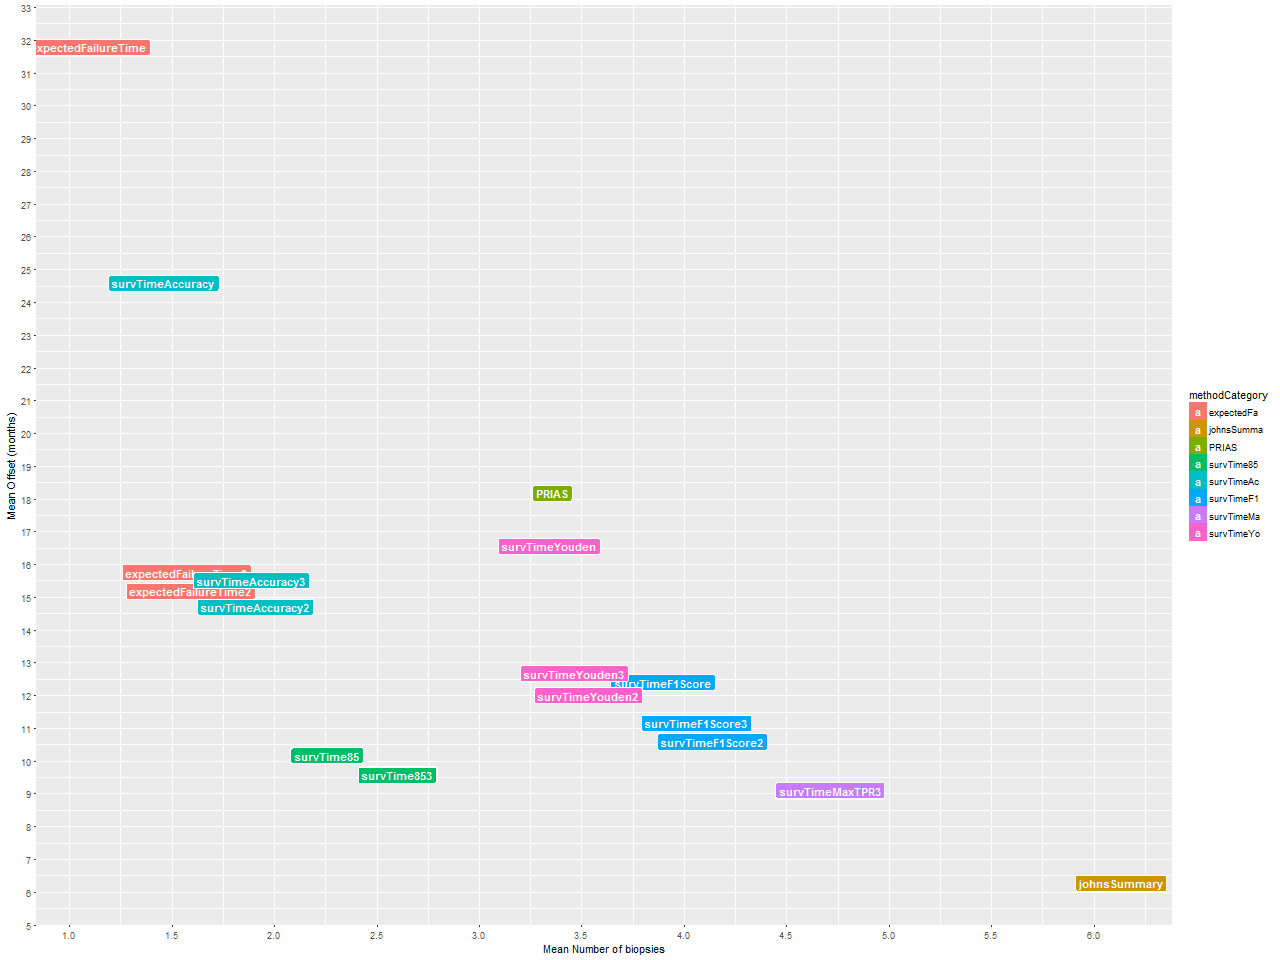 33
32
31
30
29
28
27
26
25
24
23
22
21
20
19
18
17
16
15
14
13
12
11
10
9
8
7
6
5
Mean Offset (months)
xpectedFailureTime
survTimeAccuracy
PRIAS
survTimeYouden
survTimeAccuracy3
expectedFailureTime2
survTimeAccuracy2
survTimeYouden3
survTimeF1Score
survTimeYouden2
survTimeF1Score3
survTimeF1Score2
survTime85
survTime853
survTimeMaxTPR3
johnsSummary
1.0 1.5 2.0 2.5 3.0 3.5 4.0 4.5 5.0 5.5 6.0
Mean Number of biopsies
methodCategory
a expectedFa
a johnsSumma
a PRIAS
a survTime85
a survTimeAc
a survTimeF1
a survTimeMa
a survTimeYo